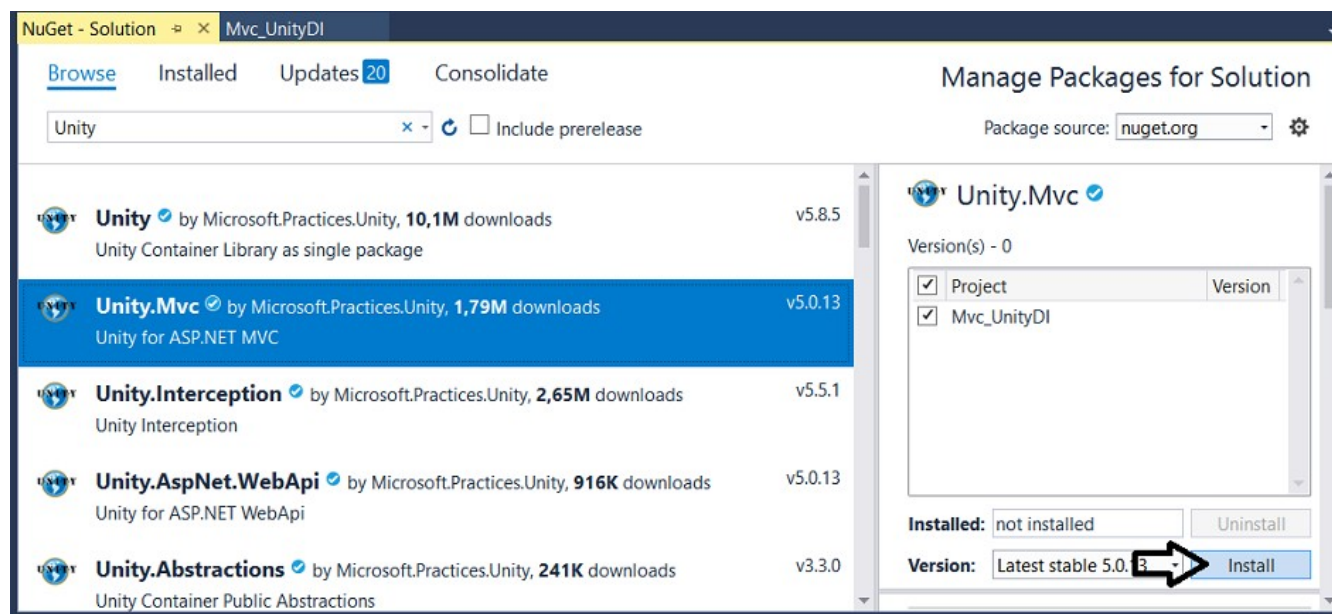 NuGet - Solution Mvc_UnityDI
Browse Installed Updates 20 Consolidate
Manage Packages for Solution
Unity
Include prerelease
Package source: nuget.org
Unity by Microsoft.Practices.Unity, 10,1M downloads v5.8.5
Unity Container Library as single package
Unity.Mvc by Microsoft.Practices.Unity, 1,79M downloads v5.0.13
Unity for ASP.NET MVC
Unity.Interception by Microsoft.Practices.Unity, 2,65M downloads v5.5.1
Unity Interception
Unity.AspNet.WebApi by Microsoft.Practices.Unity, 916K downloads v5.0.13
Unity for ASP.NET WebApi
Unity.Abstractions by Microsoft.Practices.Unity, 241K downloads v3.3.0
Unity Container Public Abstractions
Unity.Mvc
Version(s) - 0
Project Version
Mvc_UnityDI
Installed: not installed Uninstall
Version: Latest stable 5.0.13 Install